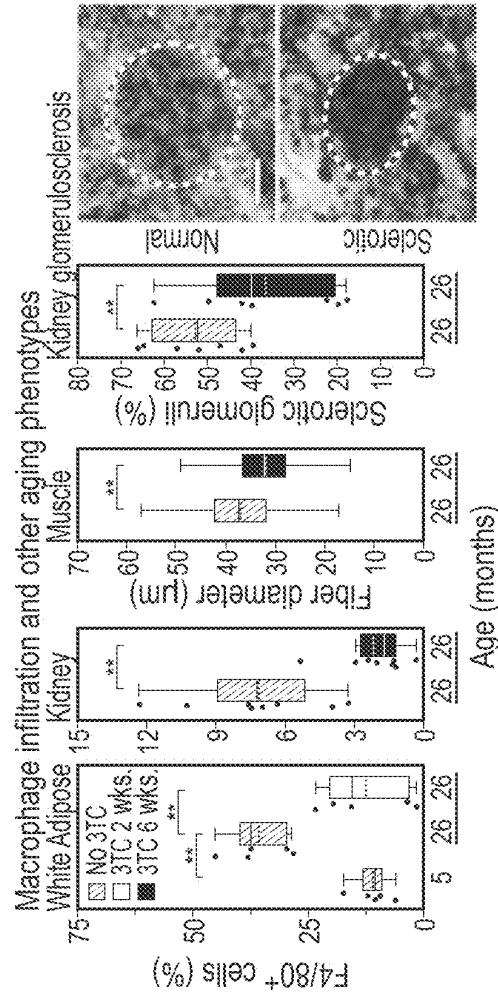 Macrophage infiltration and other aging phenotypes
White Adipose
Kidney
Muscle
Kidney glomerulosclerosis
No 3TC
3TC 2 wks.
3TC 6 wks.
F4/80+ cells (%)
75
50
25
0
**
**
5
26
26
15
12
9
6
3
0
**
26
26
Fiber diameter (µm)
70
60
50
40
30
20
10
0
**
26
26
Sclerotic glomeruli (%)
80
70
60
50
40
30
20
10
0
**
26
26
Age (months)
Normal
Sclerotic